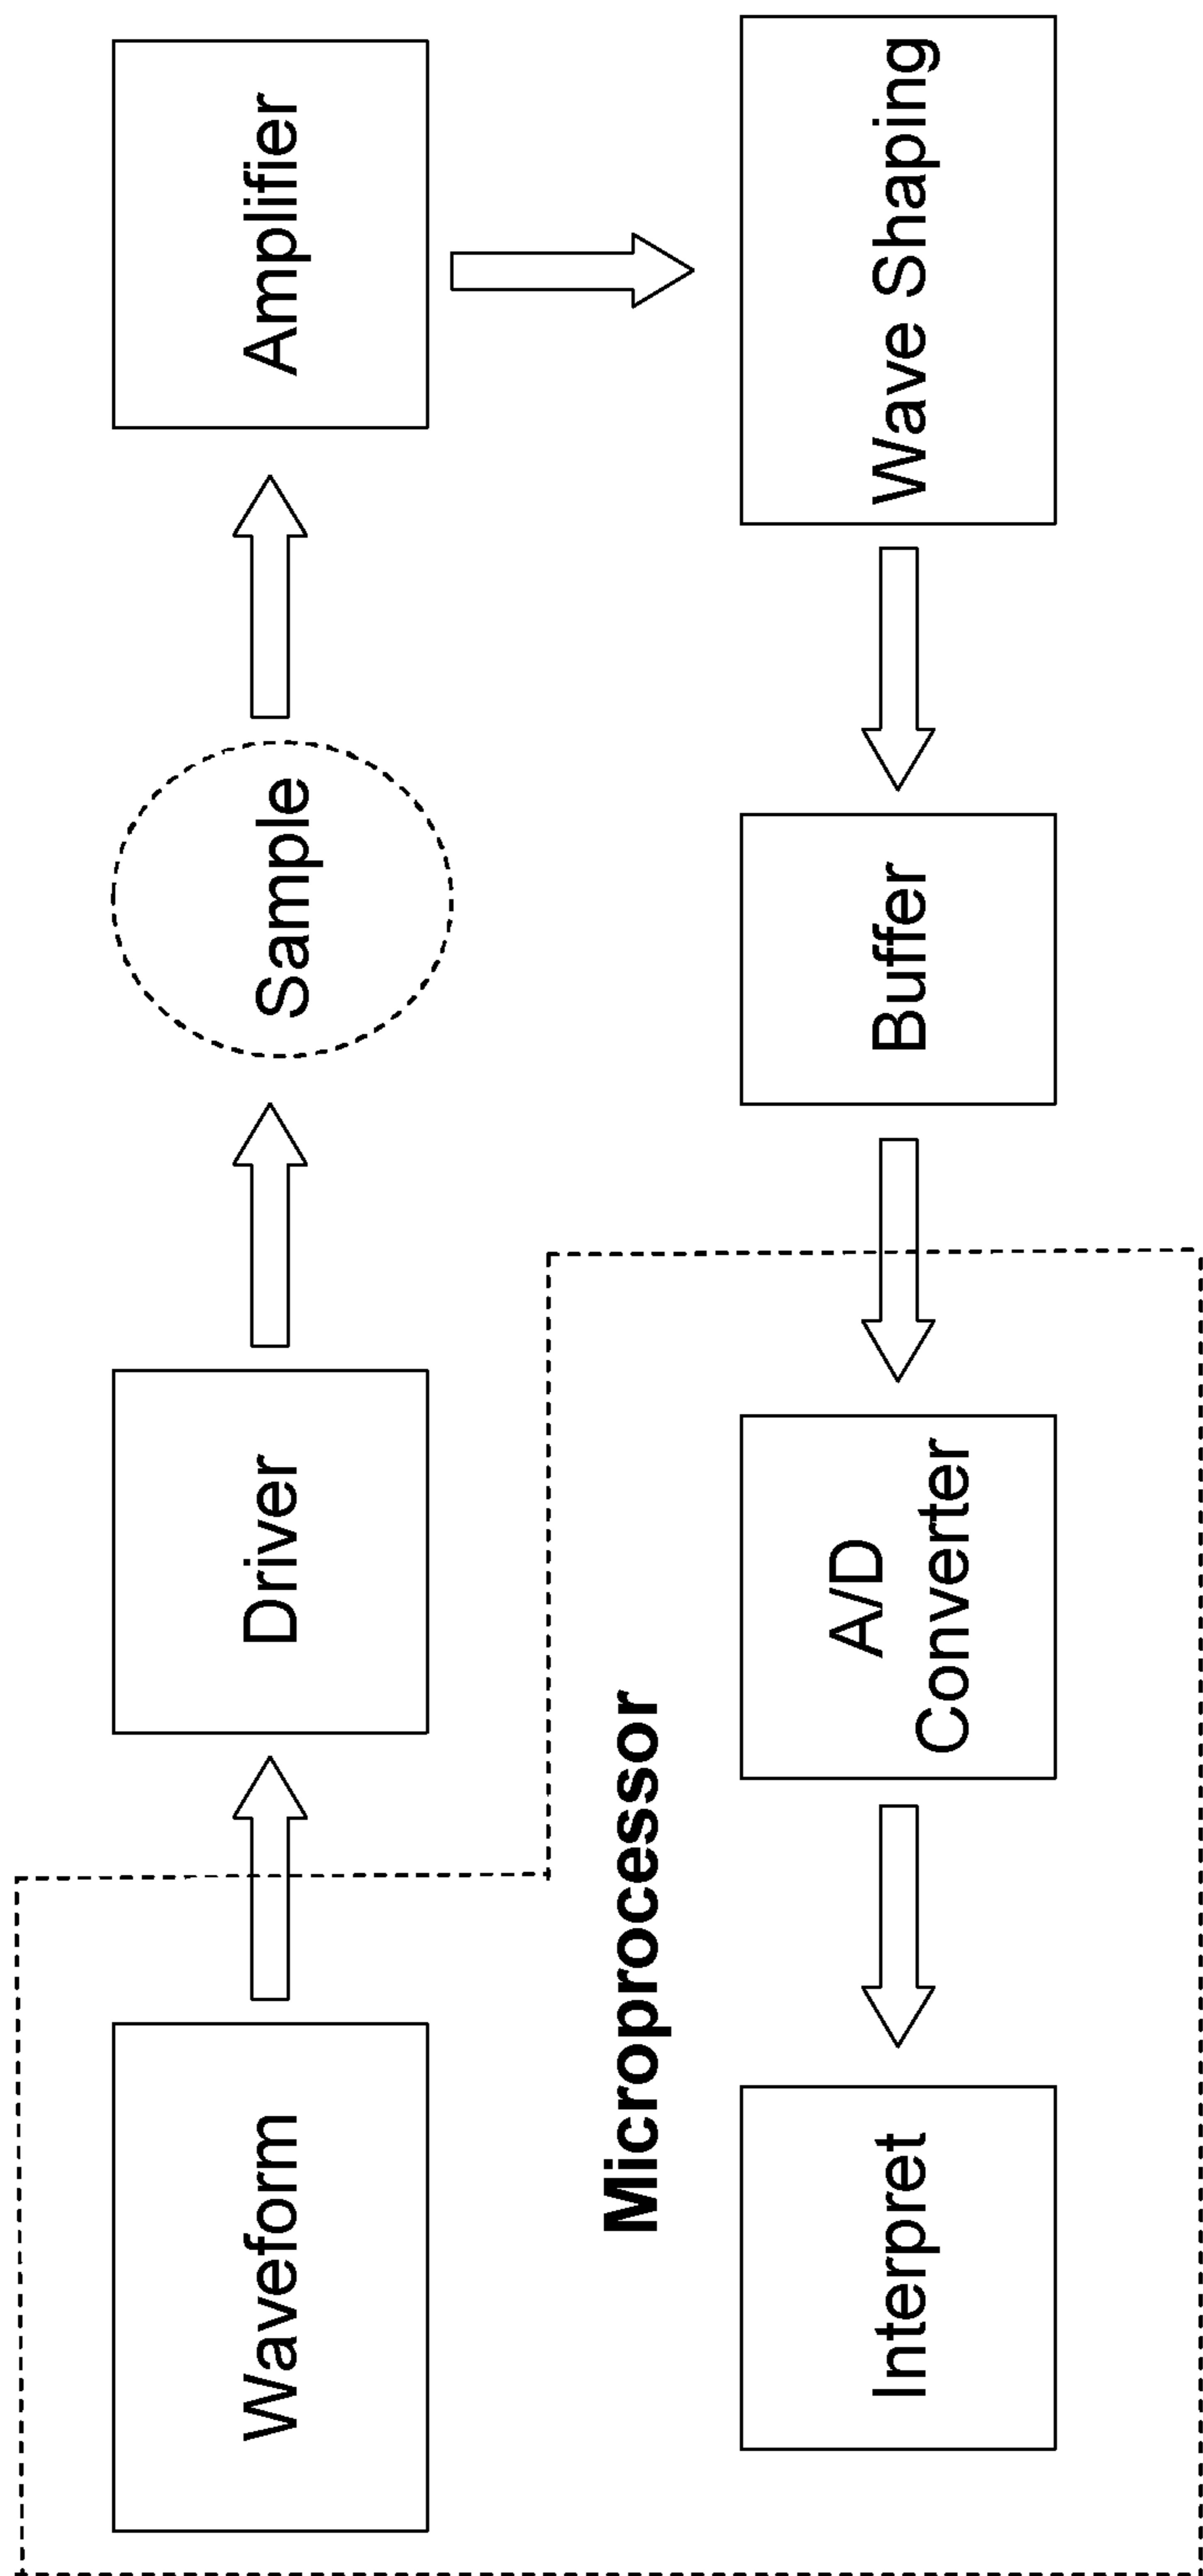 Waveform
Driver
Sample
Amplifier
Microprocessor
Interpret
A/D
Converter
Buffer
Wave Shaping